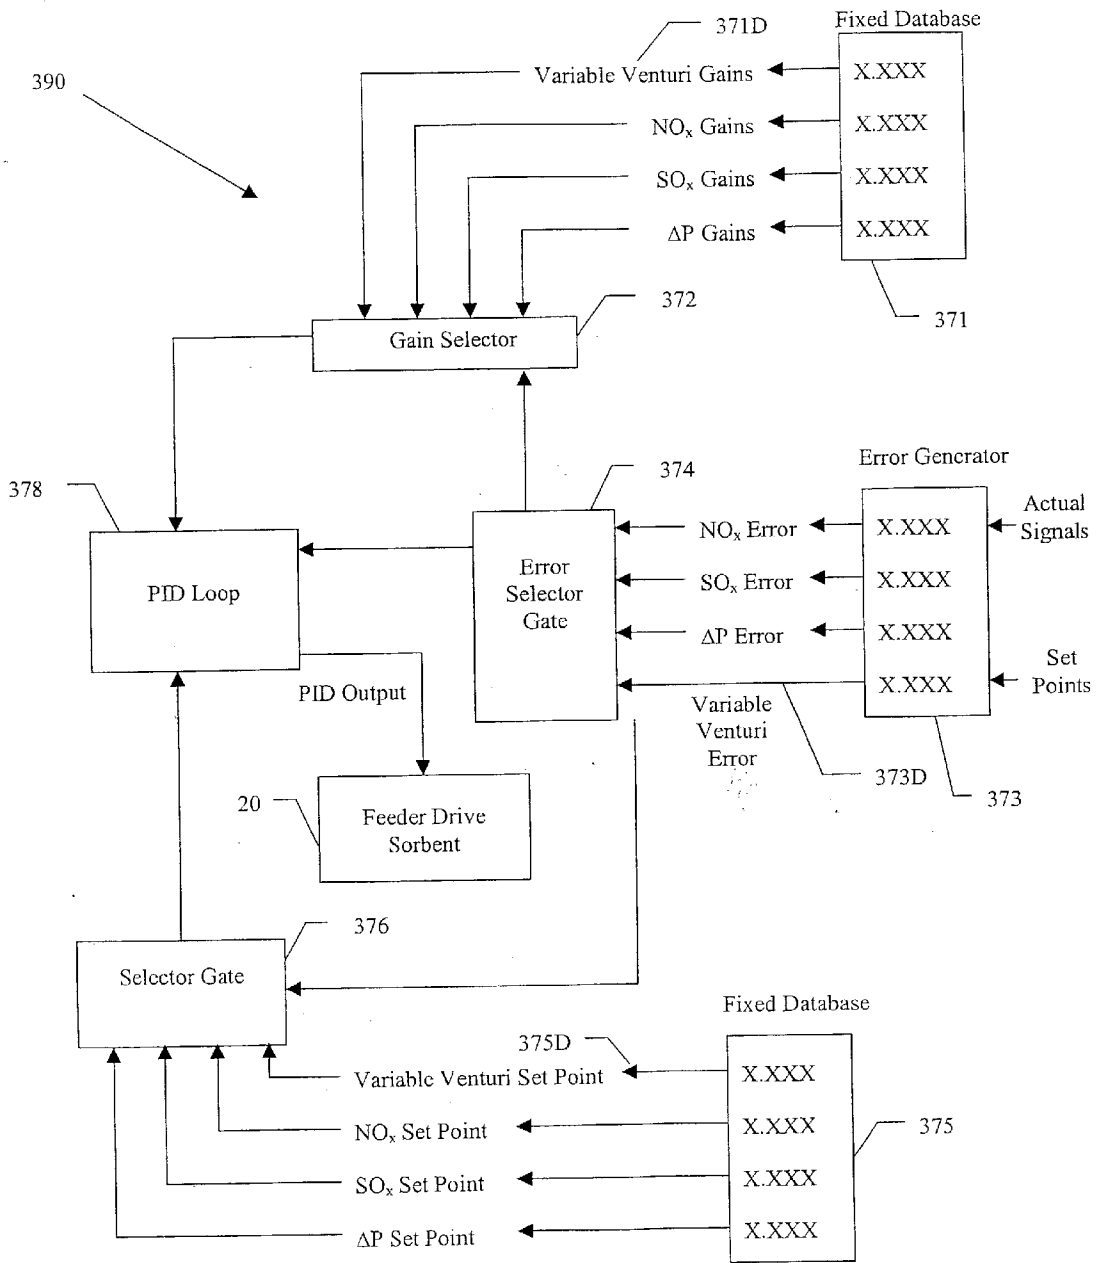 Fixed Database
371D
390
Variable Venturi Gains
X.XXX
NOx Gains
X.XXX
SOx Gains
X.XXX
ΔP Gains
X.XXX
372
371
Gain Selector
Error Generator
374
378
Actual
Signals
NOx Error
X.XXX
PID Loop
Error
Selector
Gate
SOx Error
X.XXX
ΔP Error
X.XXX
Set
Points
X.XXX
PID Output
Variable
Venturi
Error
373D
373
20
Feeder Drive
Sorbent
376
Selector Gate
Fixed Database
375D
Variable Venturi Set Point
X.XXX
NOx Set Point
X.XXX
375
SOx Set Point
X.XXX
ΔP Set Point
X.XXX